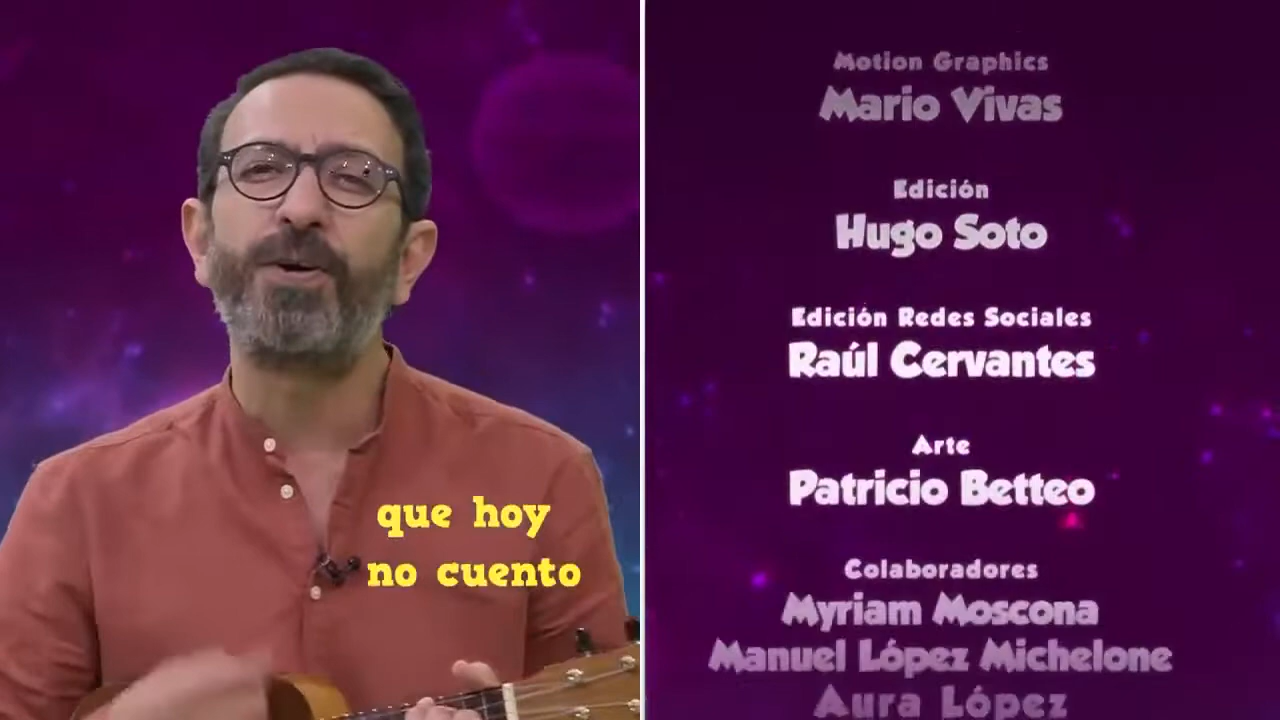 que hoy
no cuento
Motion Graphics
Mario Vivas
Edición
Hugo Soto
Edición Redes Sociales
Raúl Cervantes
Arte
Patricio Betteo
Colaboradores
Myriam Moscona
Manuel López Michelone
Aura López